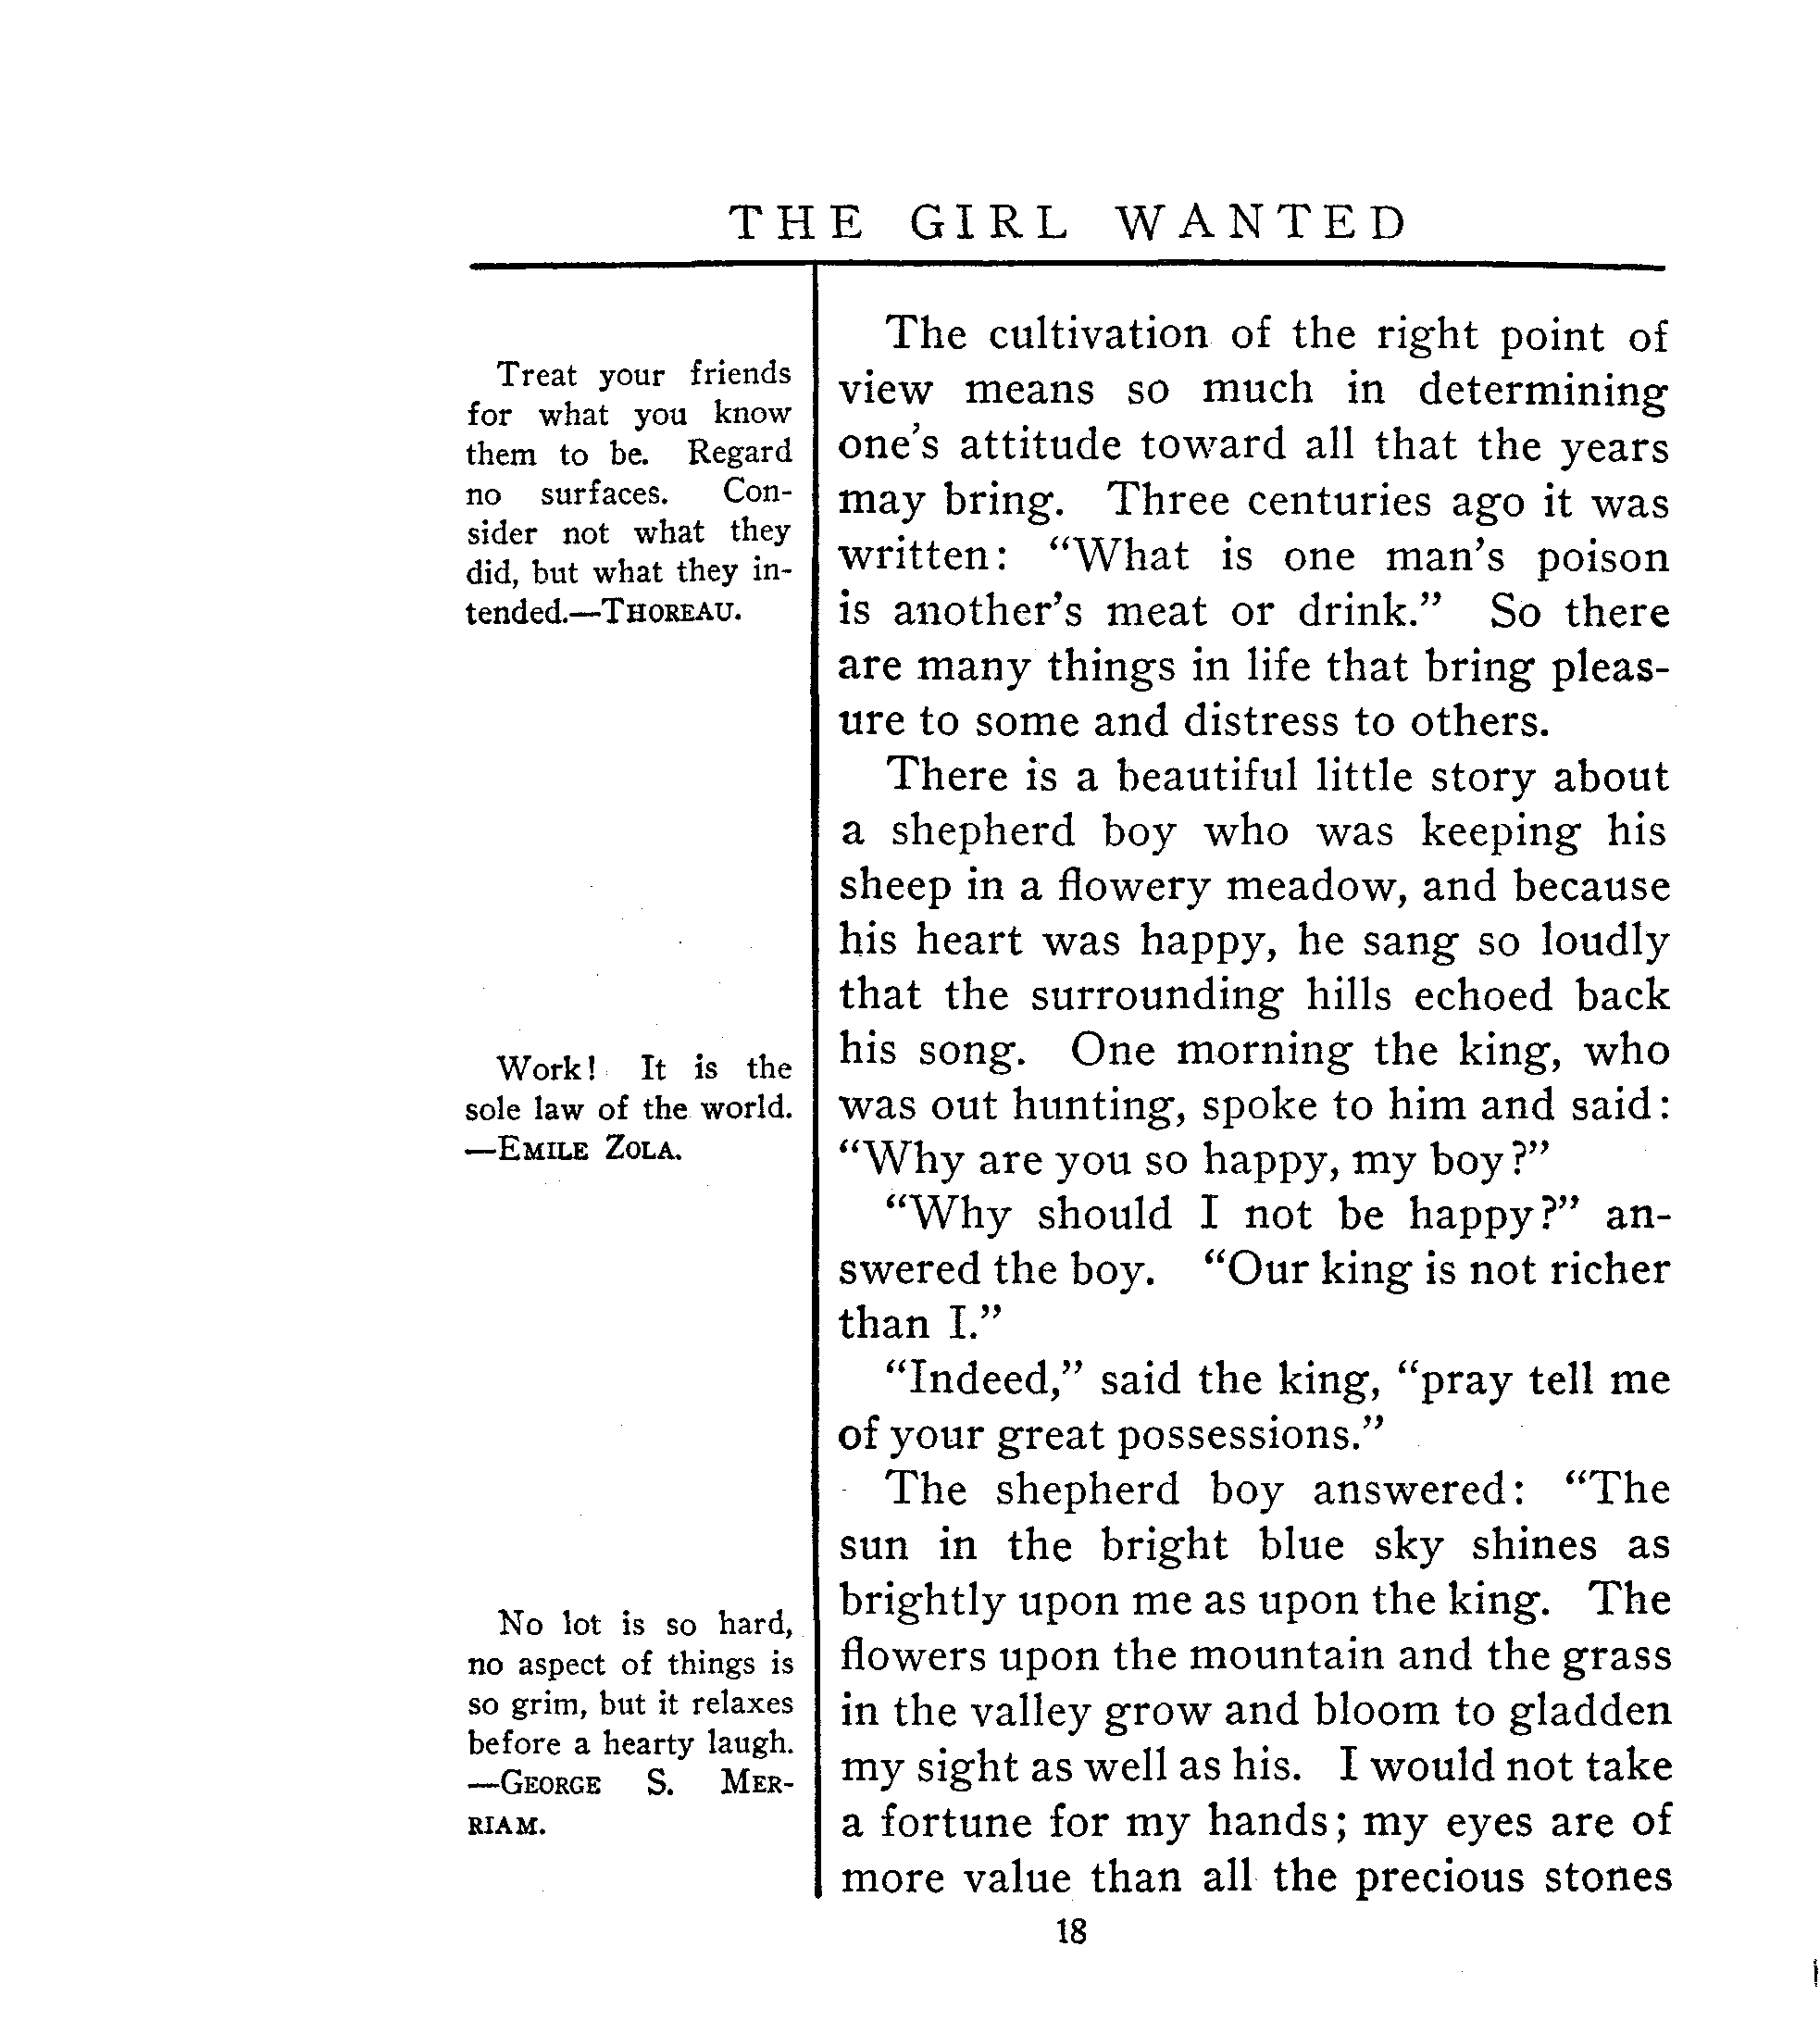 THE GIRL WANTED
Treat your friends
for what you know
them to be. Regard
no surfaces. Con-
sider not what they
did, but what they in-
tended.—THOREAU.
Work! It is the
sole law of the world.
—EMILE ZOLA.
No lot is so hard,
no aspect of things is
so grim, but it relaxes
before a hearty laugh.
—GEORGE S. MER-
RIAM.
The cultivation of the right point of
view means so much in determining
one's attitude toward all that the years
may bring. Three centuries ago it was
written: “What is one man's poison
is another's meat or drink.” So there
are many things in life that bring pleas-
ure to some and distress to others.
There is a beautiful little story about
a shepherd boy who was keeping his
sheep in a flowery meadow, and because
his heart was happy, he sang so loudly
that the surrounding hills echoed back
his song. One morning the king, who
was out hunting, spoke to him and said:
“Why are you so happy, my boy?”
“Why should I not be happy?” an-
swered the boy. “Our king is not richer
than I.”
“Indeed,” said the king, “pray tell me
of your great possessions.”
The shepherd boy answered: “The
sun in the bright blue sky shines as
brightly upon me as upon the king. The
flowers upon the mountain and the grass
in the valley grow and bloom to gladden
my sight as well as his. I would not take
a fortune for my hands; my eyes are of
more value than all the precious stones
18